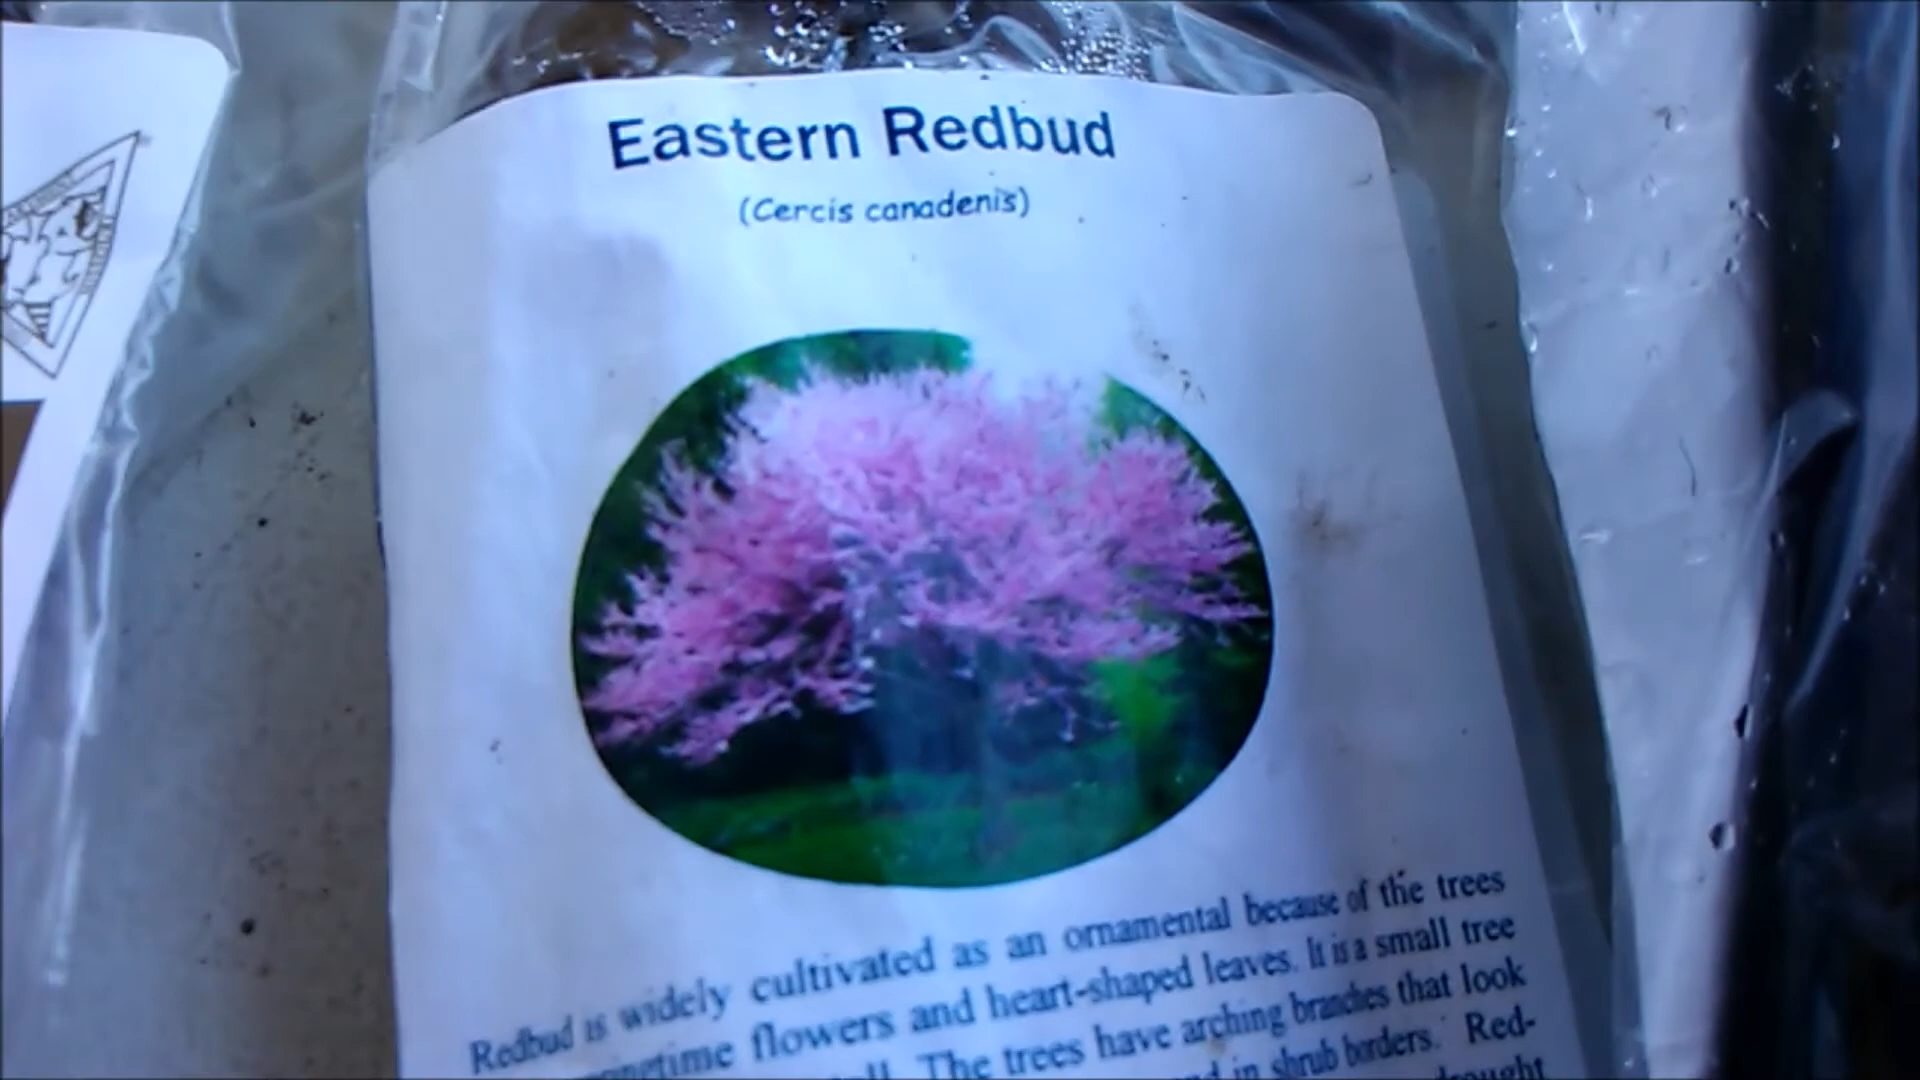 Eastern Redbud
(Cercis canadenis)
Redbud is widely cultivated as an ornamental because of the trees
flowers and heart-shaped leaves. It is a small tree
The trees have arching branches that look
in shrub borders. Red-
drought